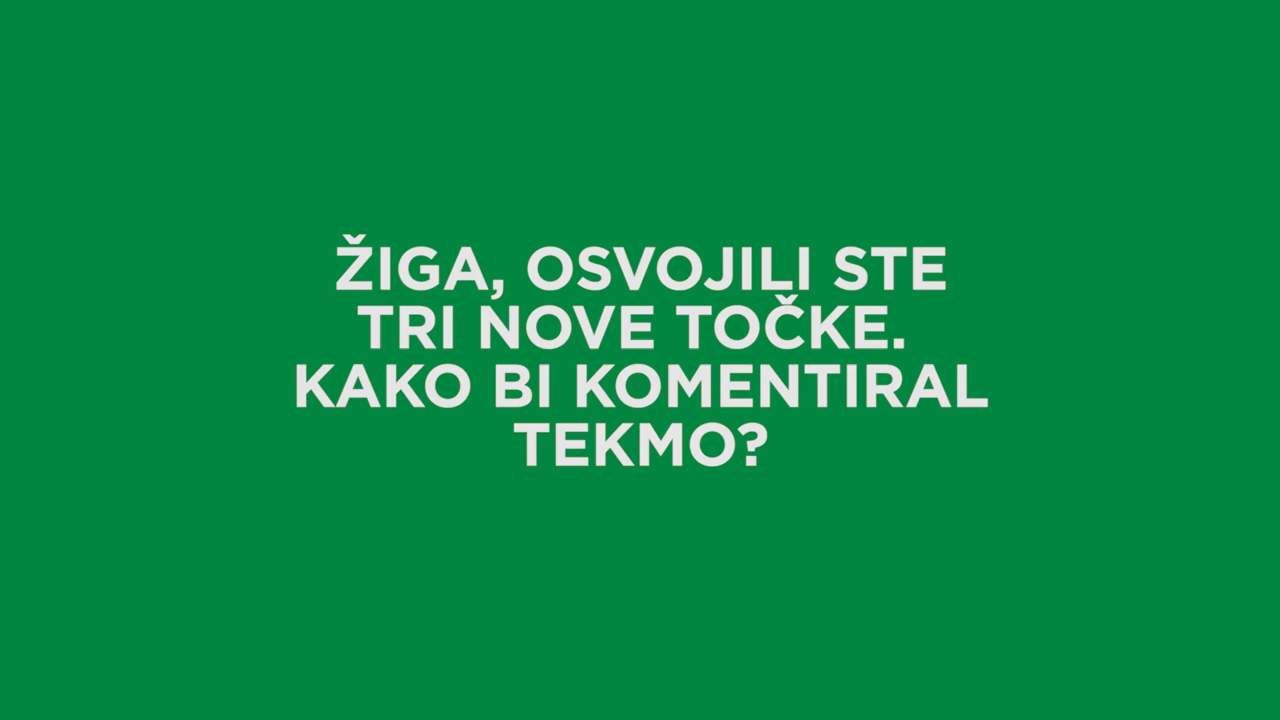 ŽIGA, OSVOJILI STE
TRI NOVE TOČKE.
KAKO BI KOMENTIRAL
TEKMO?